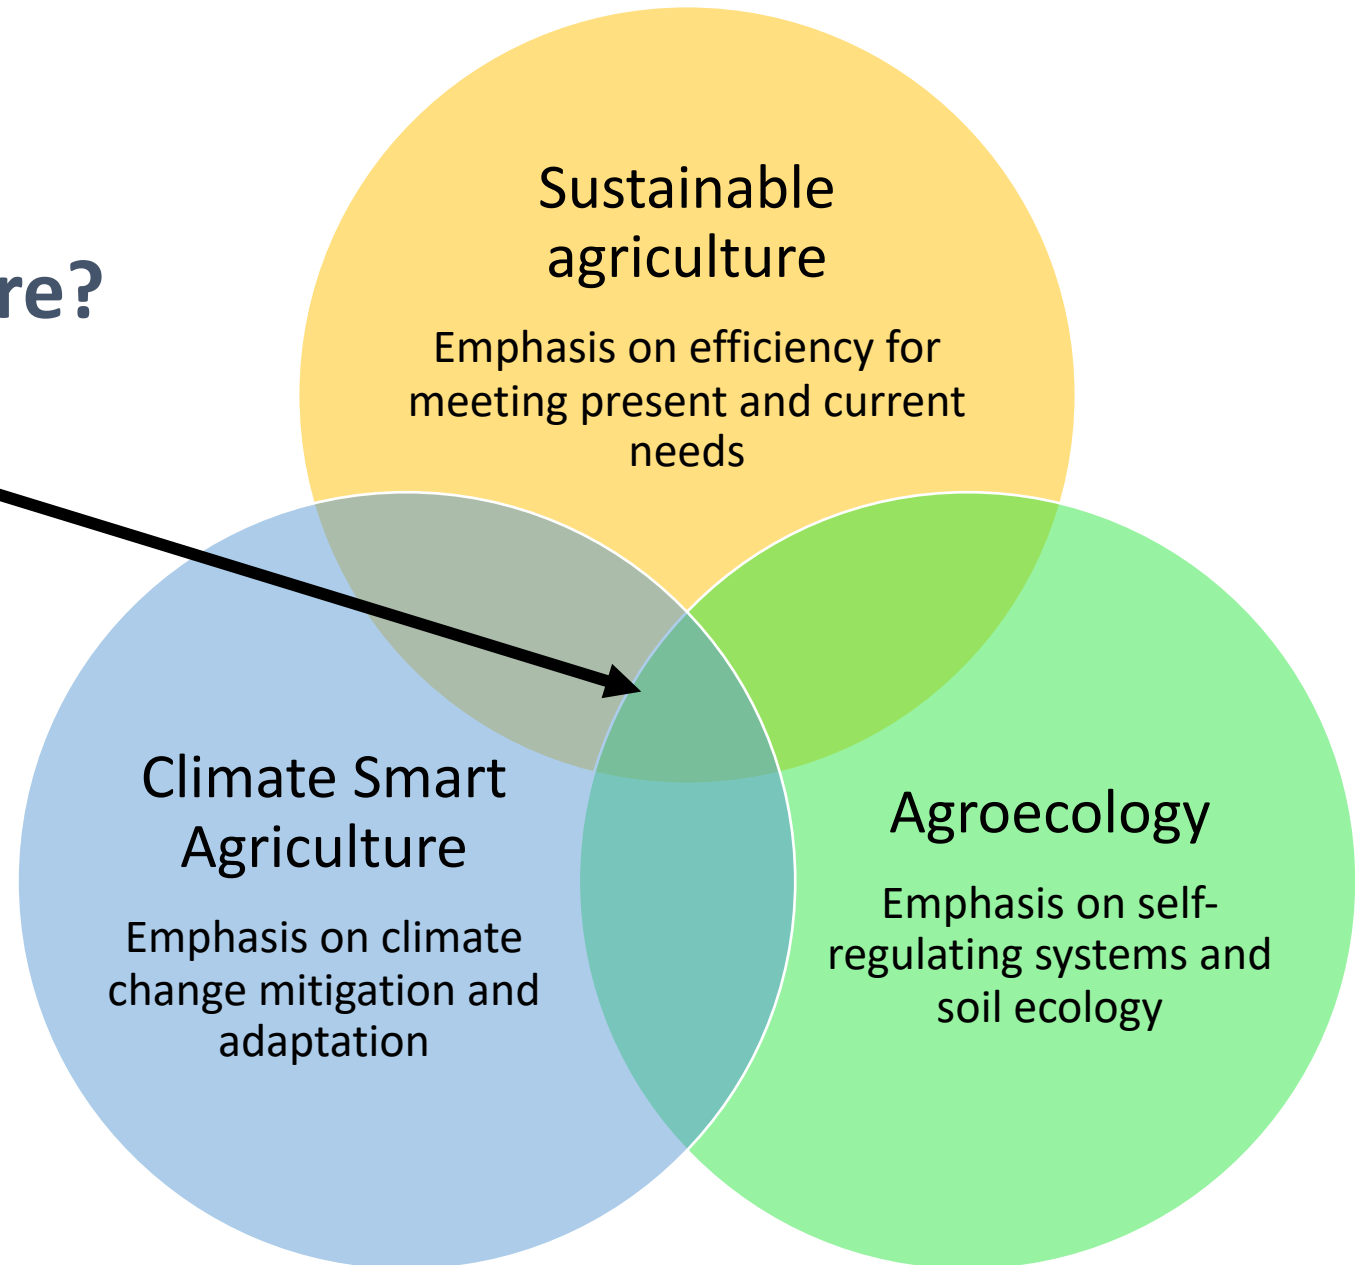 Sustainable
agriculture
re?
Emphasis on efficiency for
meeting present and current
needs
Climate Smart
Agriculture
Emphasis on climate
change mitigation and
adaptation
Agroecology
Emphasis on self-
regulating systems and
soil ecology